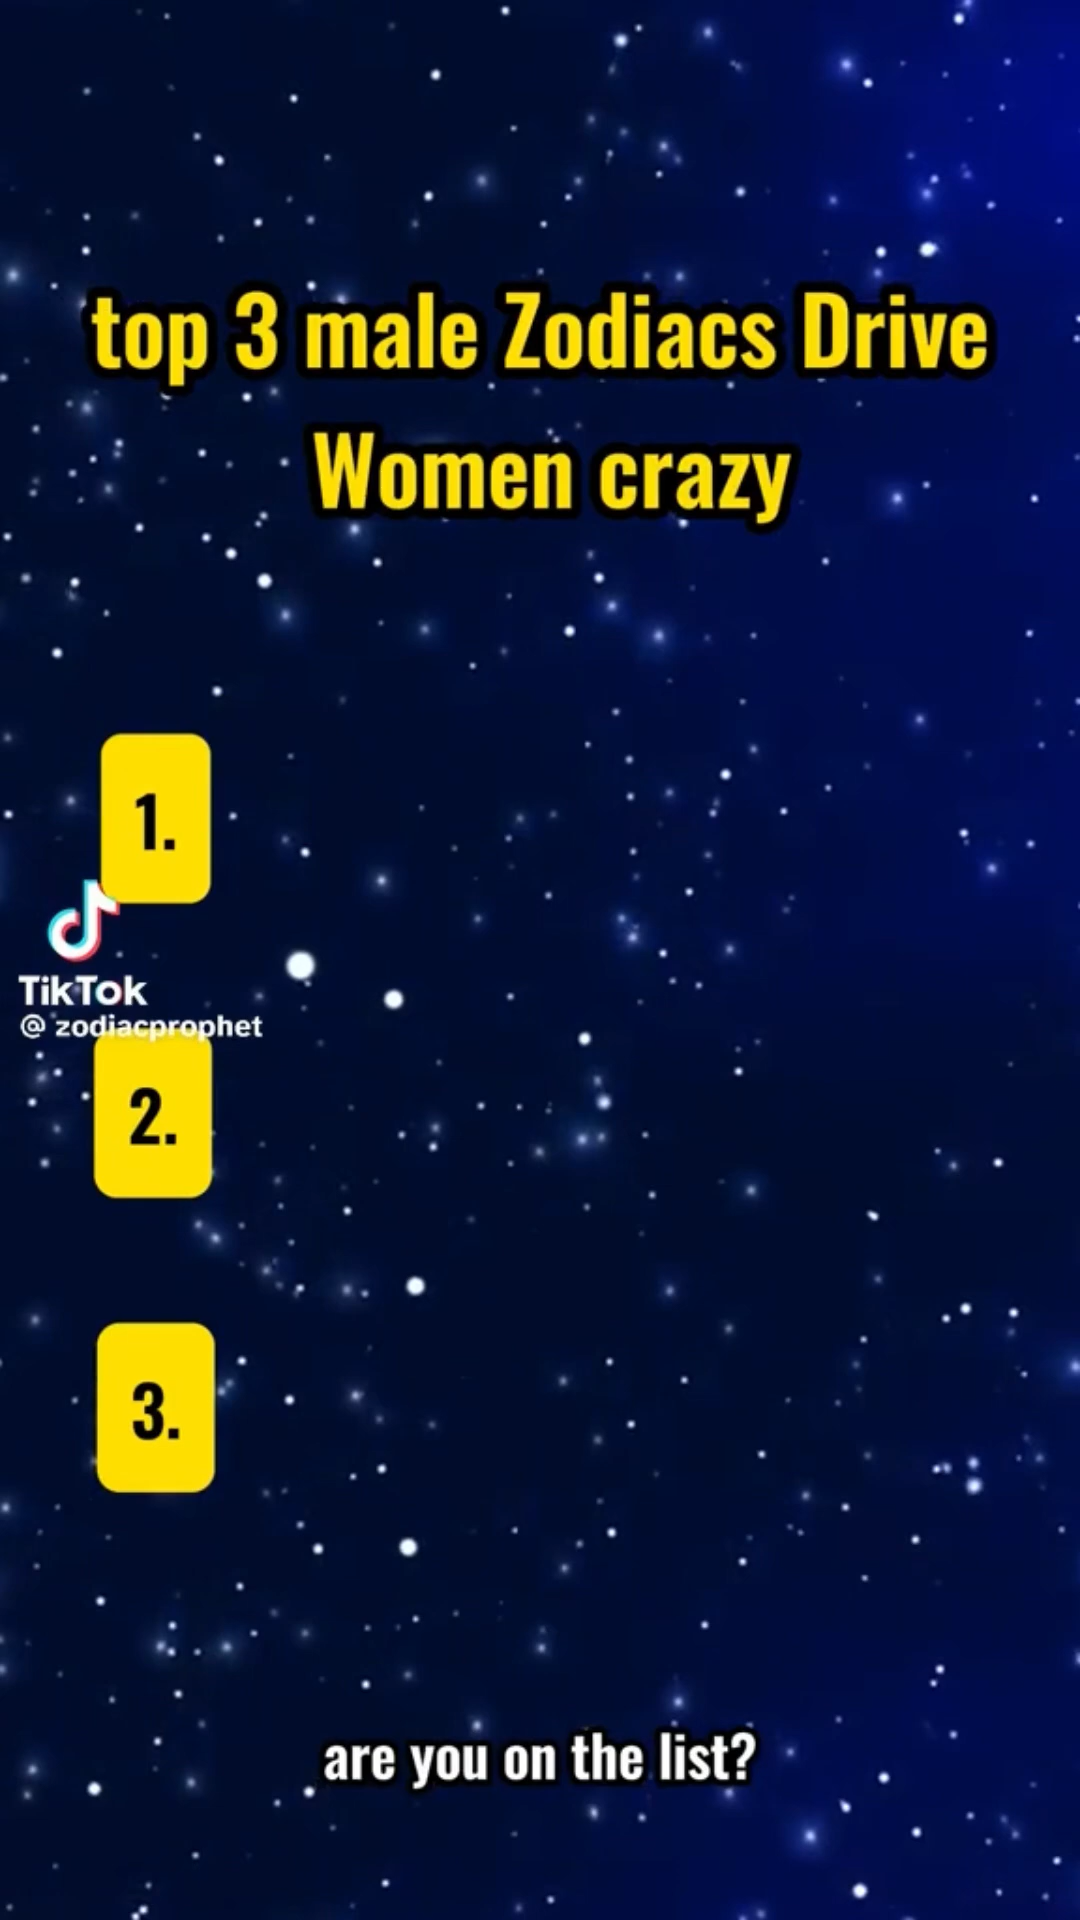 top 3 male Zodiacs Drive
Women crazy
1.
TikTok
@ zodiacprophet
2.
3.
are you on the list?